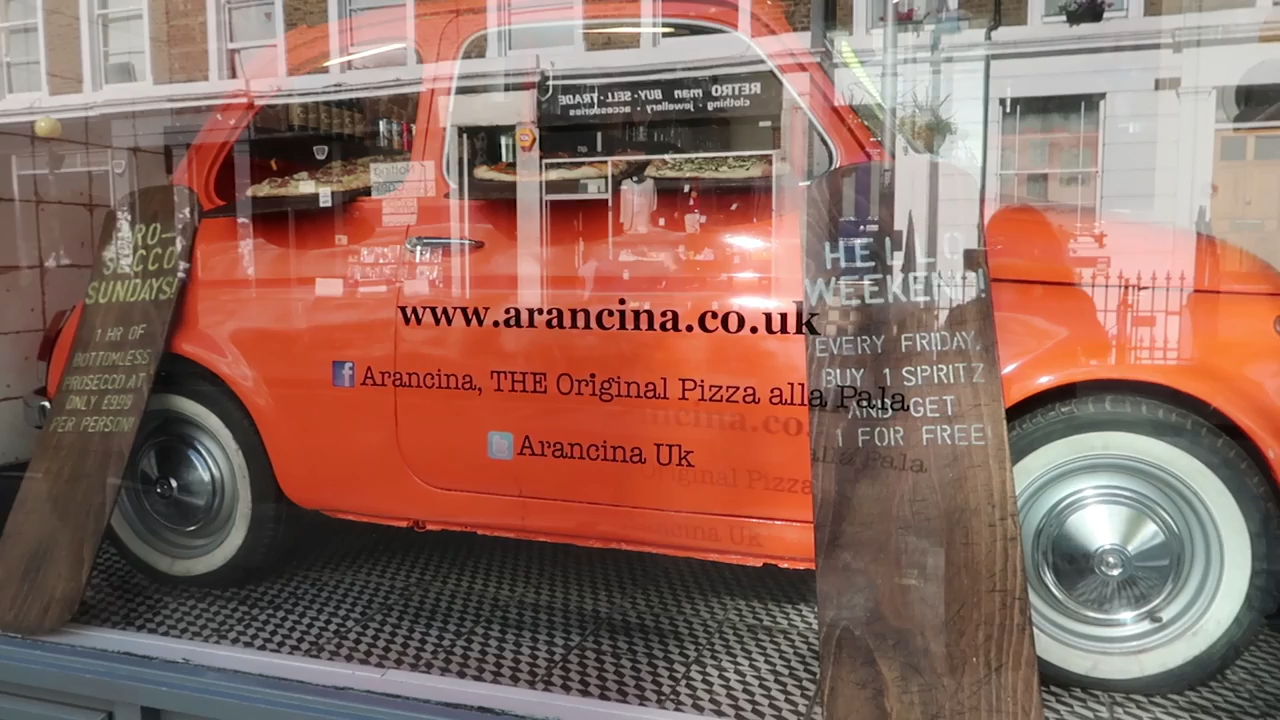 RETRO man BUY·SELL·TRADE
clothing · jewellery · accessories
PRO-
SECCO
SUNDAYS!
1 HR OF
BOTTOMLESS
PROSECCO AT
ONLY £9.99
PER PERSON!
www.arancina.co.uk
Arancina, THE Original Pizza alla Pala
Arancina Uk
HELLO
WEEKEND!
EVERY FRIDAY,
BUY 1 SPRITZ
AND GET
1 FOR FREE!